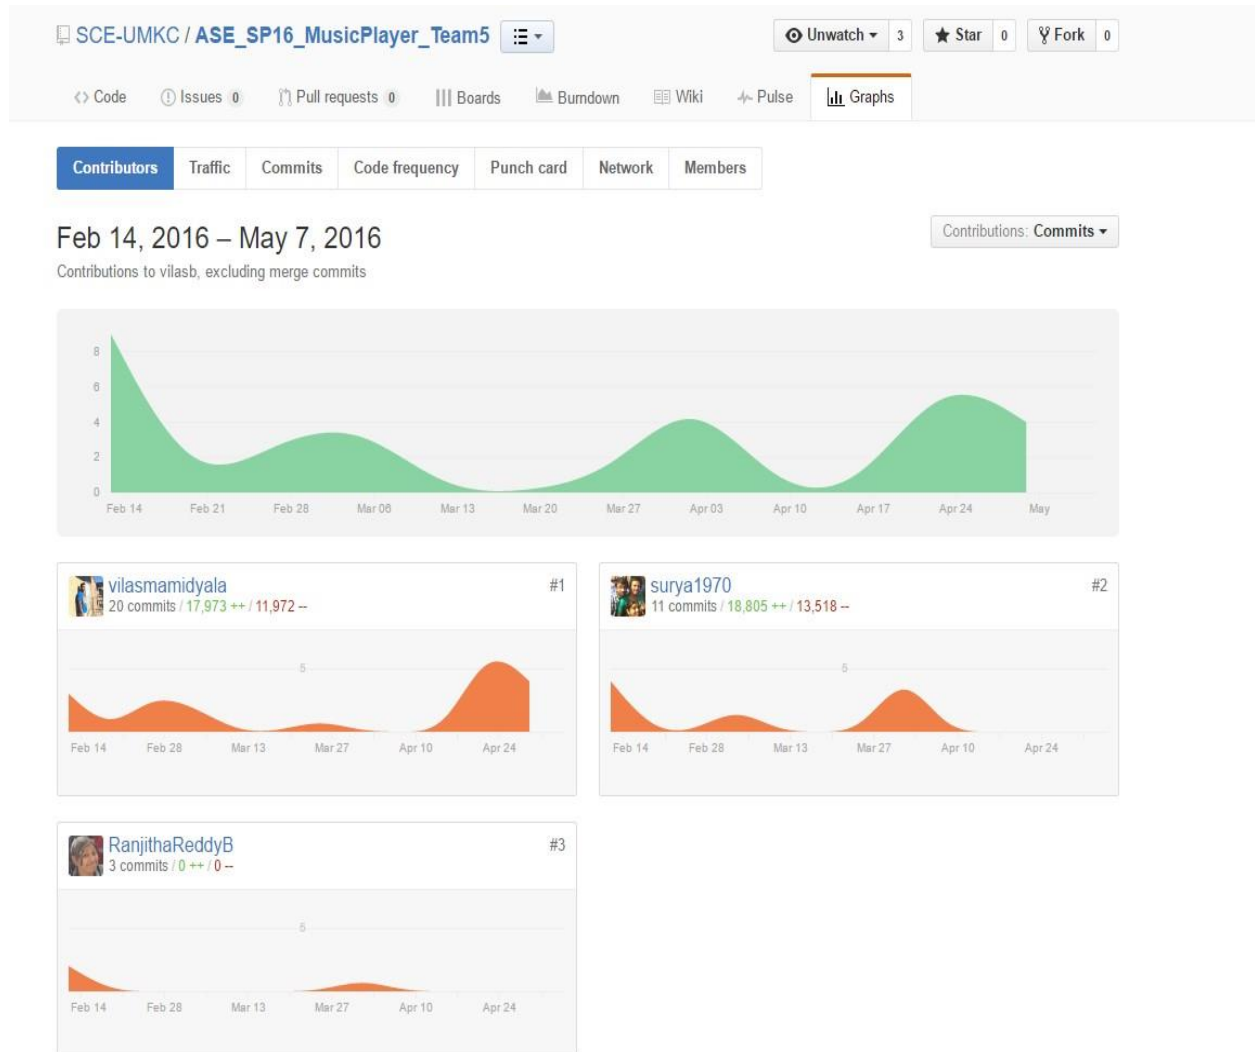 SCE-UMKC / ASE_SP16_MusicPlayer_Team5 Unwatch 3 Star 0 Fork 0
Code Issues 0 Pull requests 0 Boards Burndown Wiki Pulse Graphs
Contributors Traffic Commits Code frequency Punch card Network Members
Feb 14, 2016 – May 7, 2016 Contributions: Commits
Contributions to vilasb, excluding merge commits
8
6
4
2
0
Feb 14 Feb 21 Feb 28 Mar 06 Mar 13 Mar 20 Mar 27 Apr 03 Apr 10 Apr 17 Apr 24 May
vilasmamidyala #1
20 commits / 17,973 ++ / 11,972 --
5
Feb 14 Feb 28 Mar 13 Mar 27 Apr 10 Apr 24
surya1970 #2
11 commits / 18,805 ++ / 13,518 --
5
Feb 14 Feb 28 Mar 13 Mar 27 Apr 10 Apr 24
RanjithaReddyB #3
3 commits / 0 ++ / 0 --
5
Feb 14 Feb 28 Mar 13 Mar 27 Apr 10 Apr 24